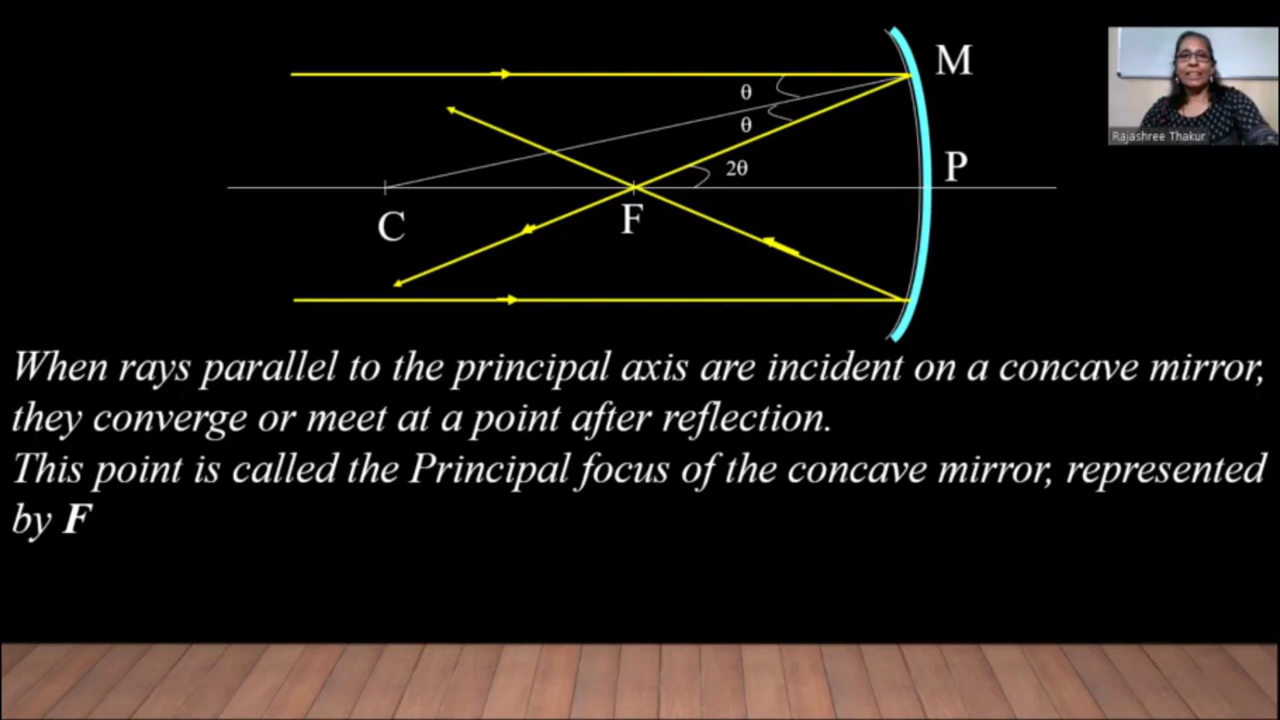 M
θ
Rajashree Thakur
θ
2θ
P
C
F
When rays parallel to the principal axis are incident on a concave mirror,
they converge or meet at a point after reflection.
This point is called the Principal focus of the concave mirror, represented
by F